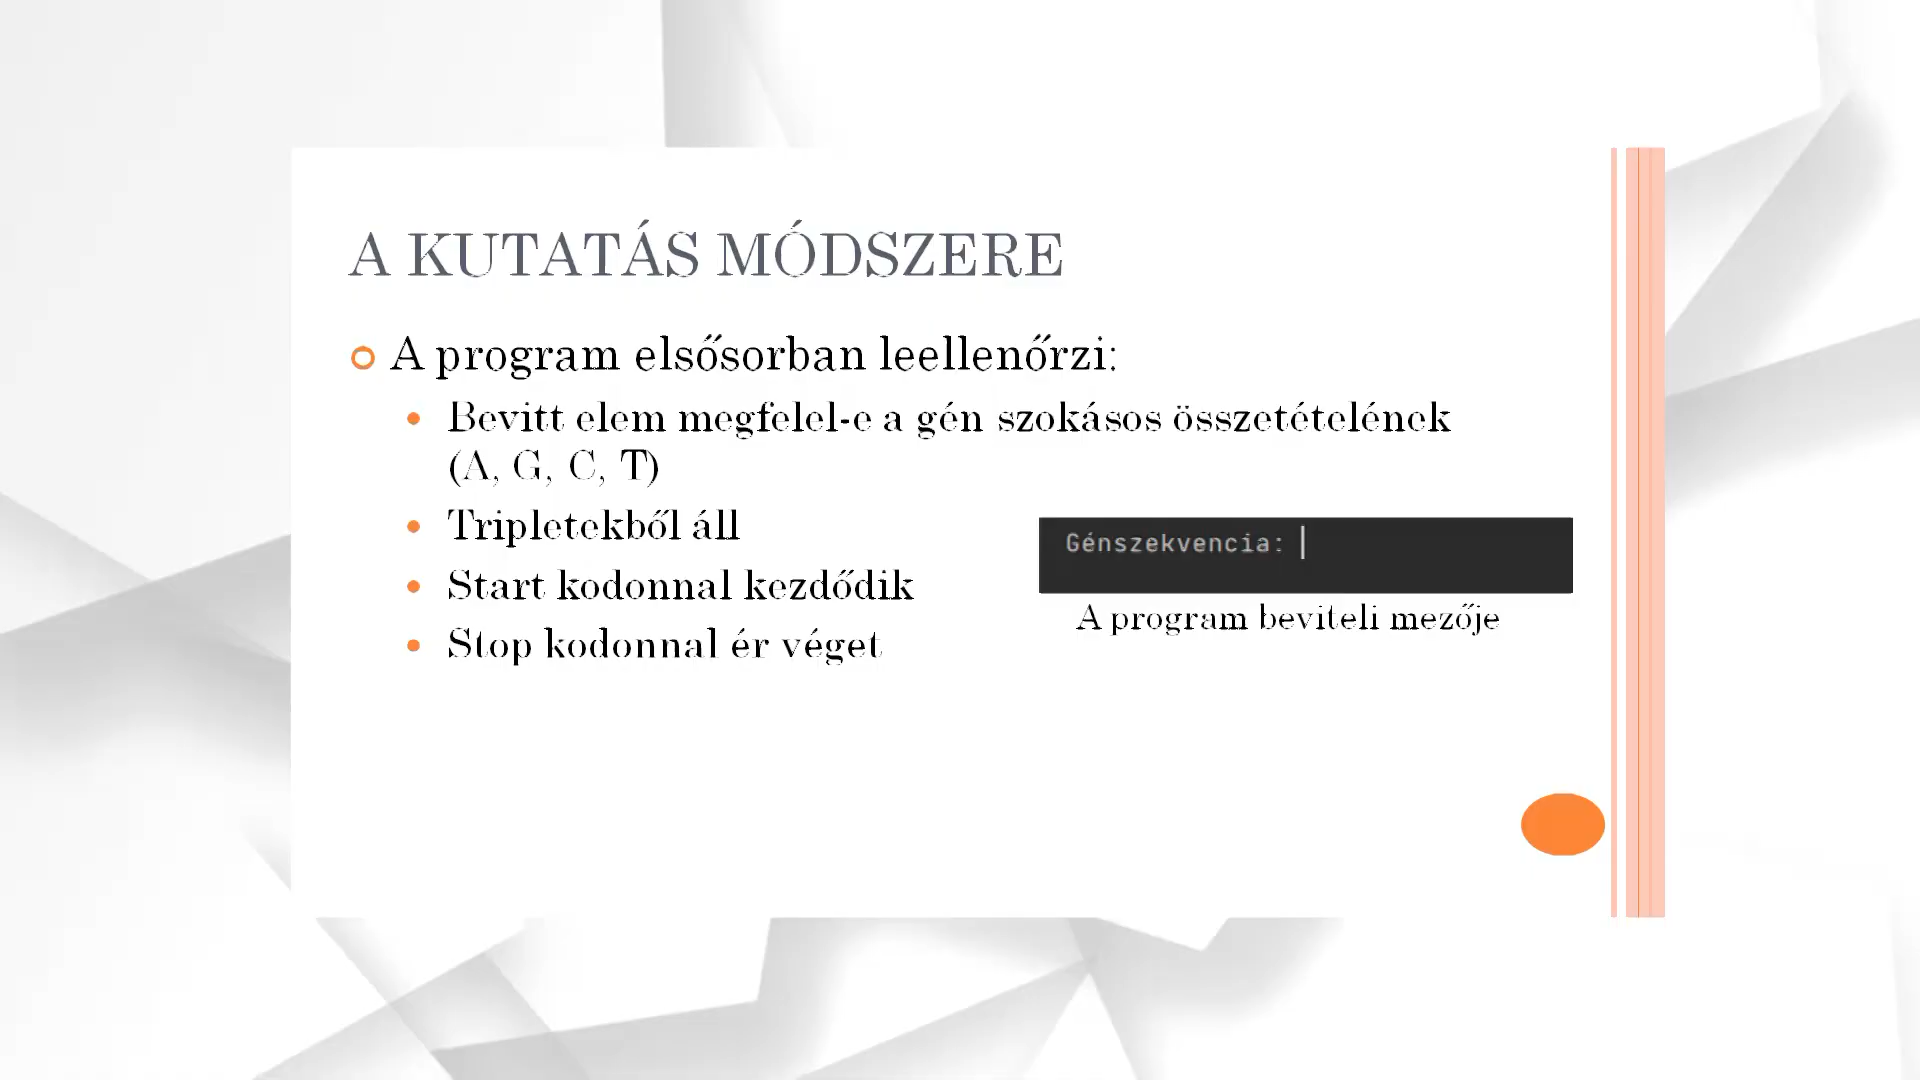 A KUTATÁS MÓDSZERE
A program elsősorban leellenőrzi:
Bevitt elem megfelel-e a gén szokásos összetételének
(A, G, C, T)
Tripletekből áll
Start kodonnal kezdődik
Stop kodonnal ér véget
Génszekvencia:
A program beviteli mezője